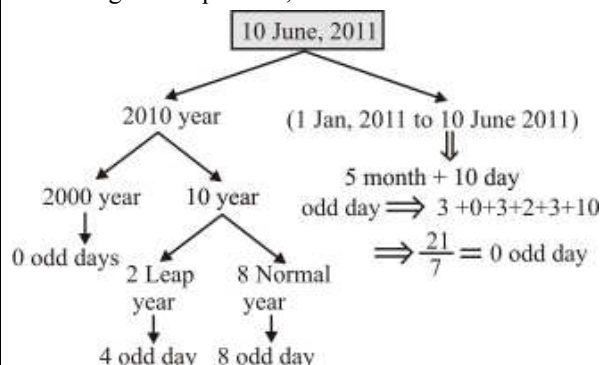 10 June, 2011
2010 year
(1 Jan, 2011 to 10 June 2011)
5 month + 10 day
2000 year
10 year
odd day ⟹ 3 +0+3+2+3+10
⟹ 21/7 = 0 odd day
0 odd days
2 Leap year
8 Normal year
4 odd day
8 odd day